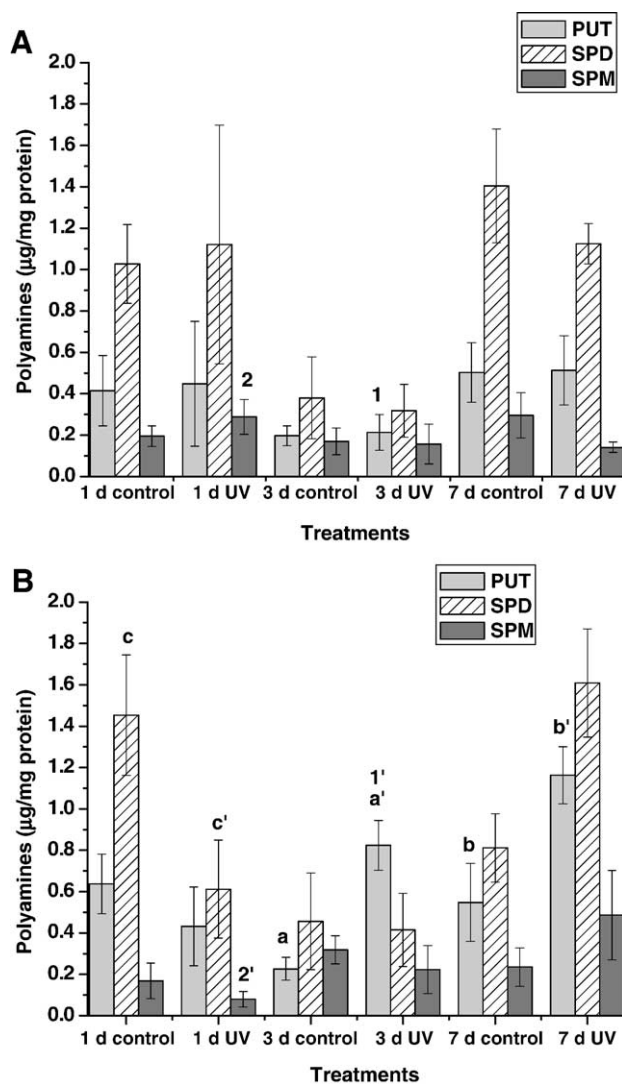 A
PUT
SPD
SPM
2.0
1.8
1.6
1.4
1.2
1.0
0.8
0.6
0.4
0.2
0.0
Polyamines (µg/mg protein)
2
1
1 d control 1 d UV 3 d control 3 d UV 7 d control 7 d UV
Treatments
B
PUT
SPD
SPM
2.0
1.8
1.6
1.4
1.2
1.0
0.8
0.6
0.4
0.2
0.0
Polyamines (µg/mg protein)
c
c'
2'
a
1'
a'
b
b'
1 d control 1 d UV 3 d control 3 d UV 7 d control 7 d UV
Treatments